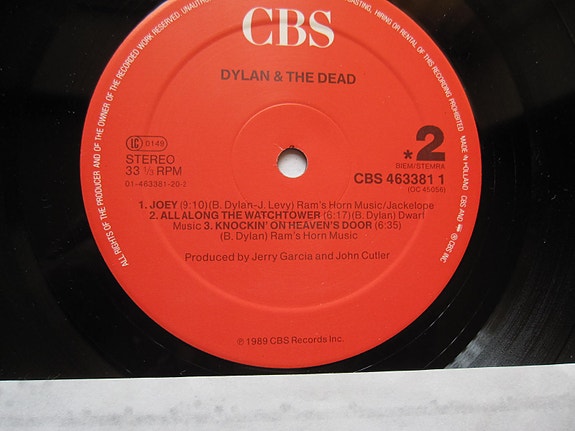 CBS
DYLAN & THE DEAD
LC 0149
STEREO
33 1/3 RPM
01-463381-20-2
*2
BIEM/STEMRA
CBS 463381 1
(OC 45056)
1. JOEY (9:10) (B. Dylan-J. Levy) Ram's Horn Music/Jackelope
2. ALL ALONG THE WATCHTOWER (6:17) (B. Dylan) Dwarf
Music 3. KNOCKIN' ON HEAVEN'S DOOR (6:35)
(B. Dylan) Ram's Horn Music
Produced by Jerry Garcia and John Cutler
℗ 1989 CBS Records Inc.
ALL RIGHTS OF THE PRODUCER AND OF THE OWNER OF THE RECORDED WORK RESERVED. HIRING OR RENTAL OF THIS RECORDING PROHIBITED. MADE IN HOLLAND